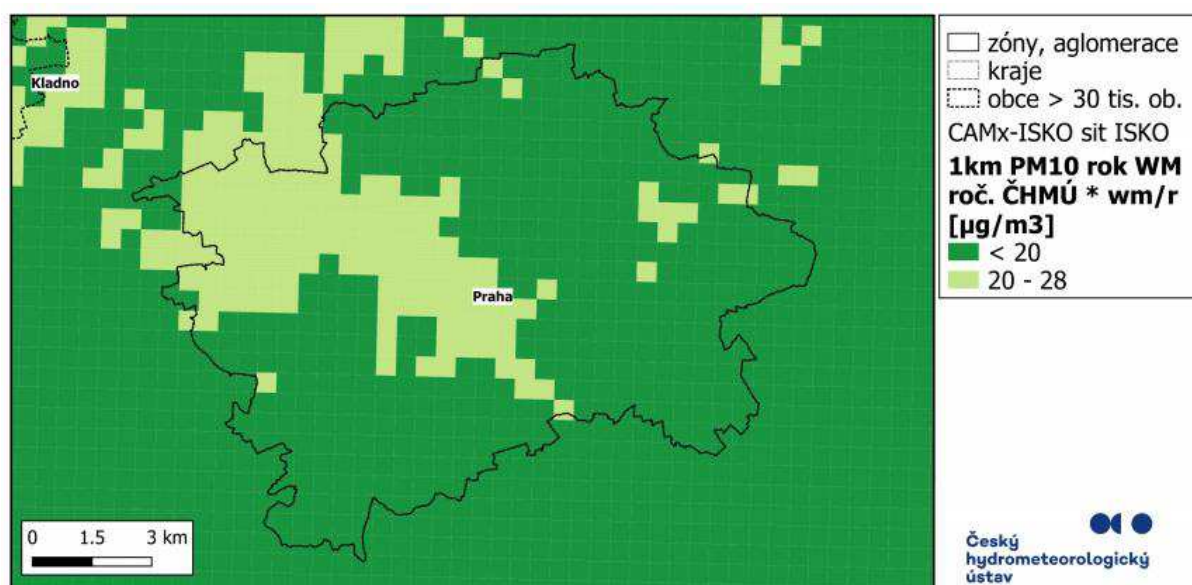 Kladno
Praha
0 1.5 3 km
zóny, aglomerace
kraje
obce > 30 tis. ob.
CAMx-ISKO sit ISKO
1km PM10 rok WM
roč. ČHMÚ * wm/r
[µg/m3]
< 20
20 - 28
Český
hydrometeorologický
ústav